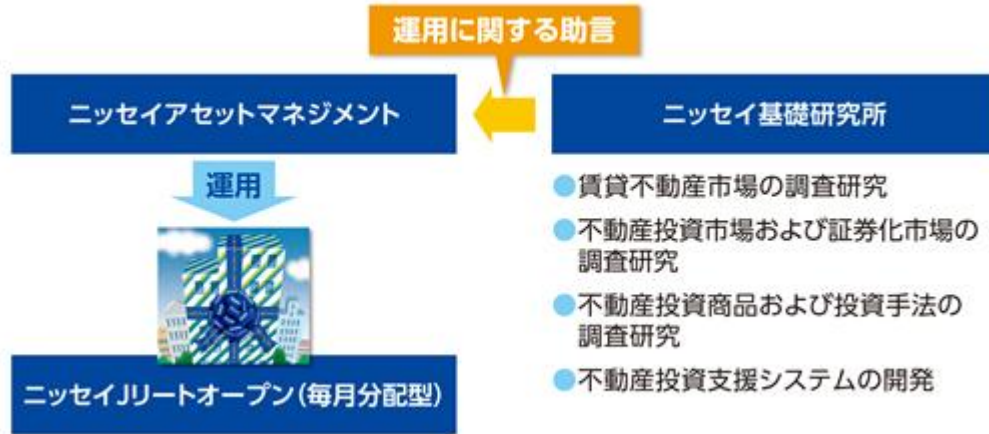 運用に関する助言
ニッセイアセットマネジメント
ニッセイ基礎研究所
運用
ニッセイJリートオープン(毎月分配型)
●賃貸不動産市場の調査研究
●不動産投資市場および証券化市場の
調査研究
●不動産投資商品および投資手法の
調査研究
●不動産投資支援システムの開発